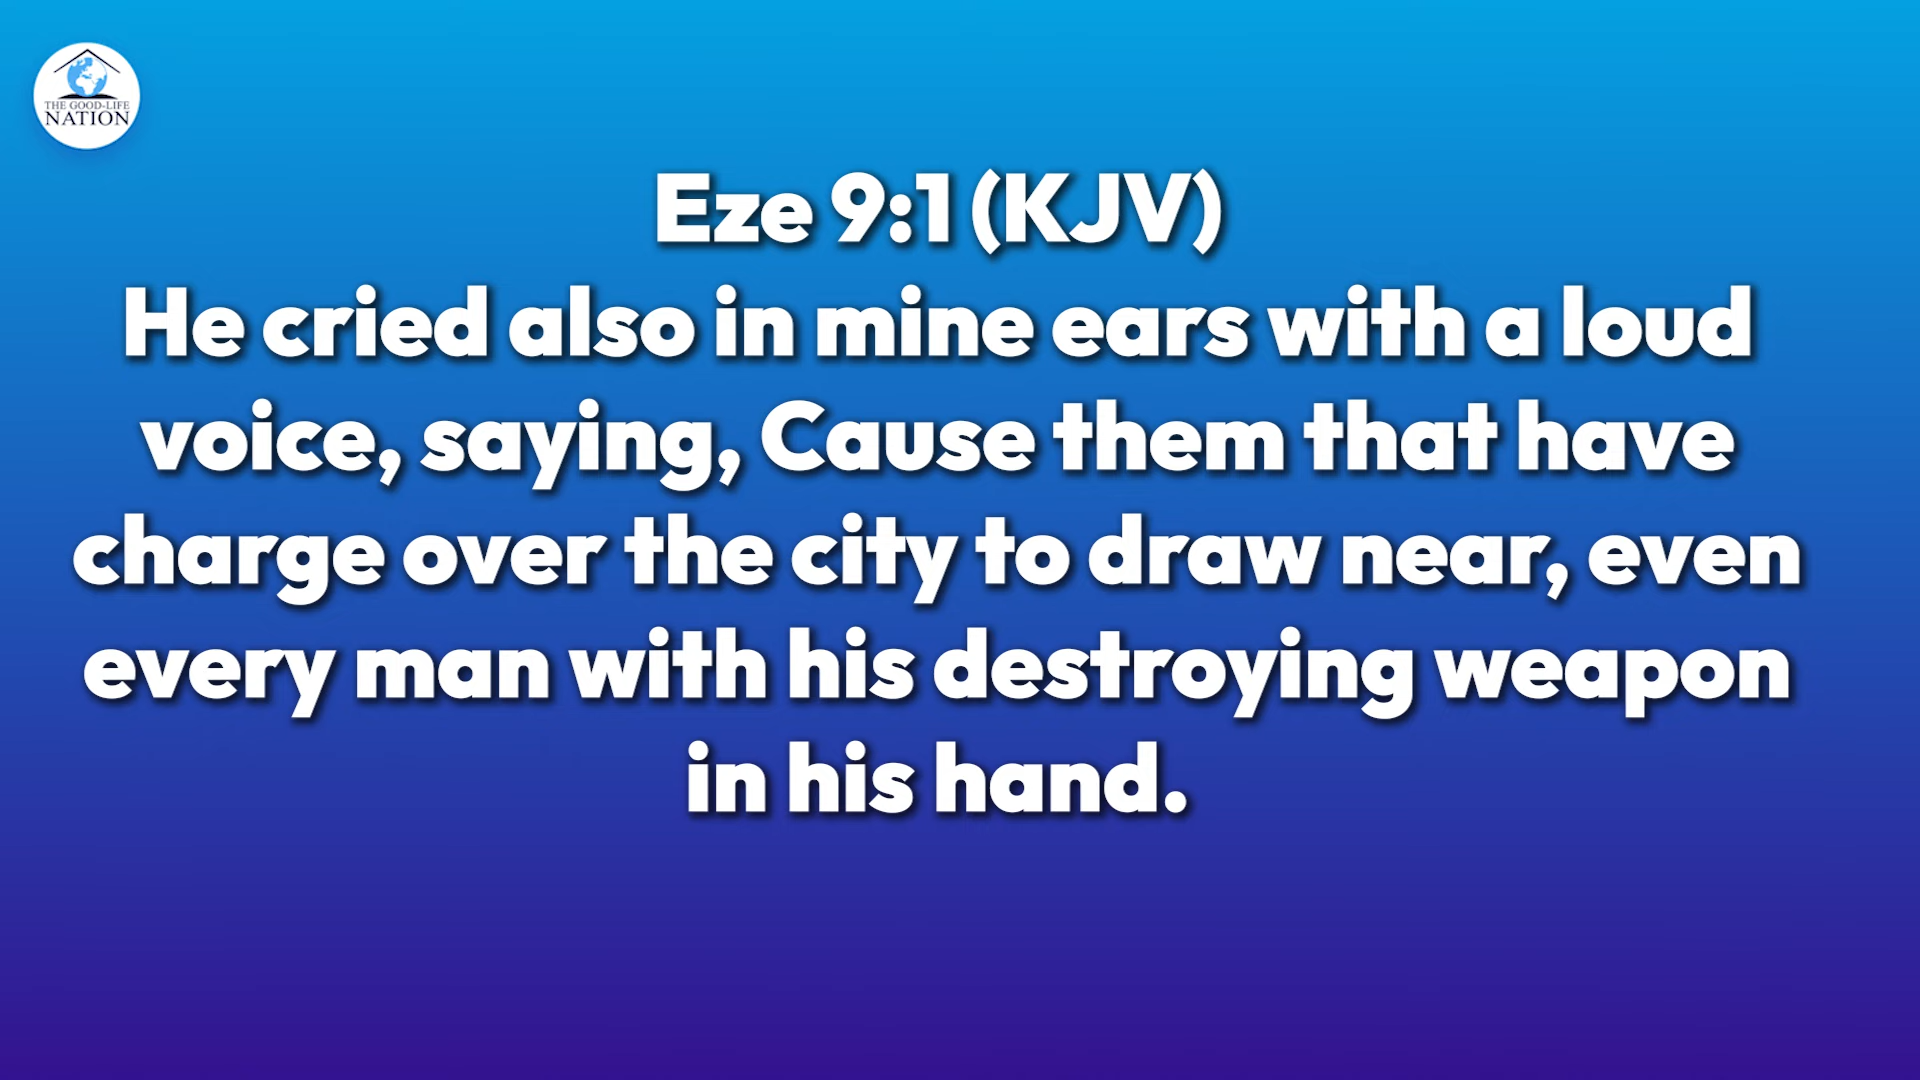 THE GOOD-LIFE
NATION
Eze 9:1 (KJV)
He cried also in mine ears with a loud
voice, saying, Cause them that have
charge over the city to draw near, even
every man with his destroying weapon
in his hand.